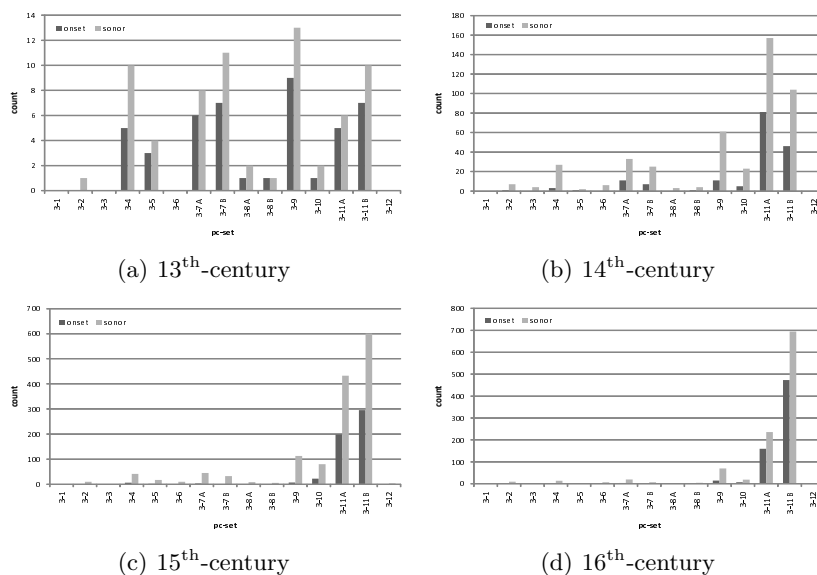 14
12
10
8
6
4
2
0
count
onset sonor
3-1 3-2 3-3 3-4 3-5 3-6 3-7 A 3-7 B 3-8 A 3-8 B 3-9 3-10 3-11 A 3-11 B 3-12
pc-set
(a) 13th-century
180
160
140
120
100
80
60
40
20
0
count
onset sonor
3-1 3-2 3-3 3-4 3-5 3-6 3-7 A 3-7 B 3-8 A 3-8 B 3-9 3-10 3-11 A 3-11 B 3-12
pc-set
(b) 14th-century
700
600
500
400
300
200
100
0
count
onset sonor
3-1 3-2 3-3 3-4 3-5 3-6 3-7 A 3-7 B 3-8 A 3-8 B 3-9 3-10 3-11 A 3-11 B 3-12
pc-set
(c) 15th-century
800
700
600
500
400
300
200
100
0
count
onset sonor
3-1 3-2 3-3 3-4 3-5 3-6 3-7 A 3-7 B 3-8 A 3-8 B 3-9 3-10 3-11 A 3-11 B 3-12
pc-set
(d) 16th-century